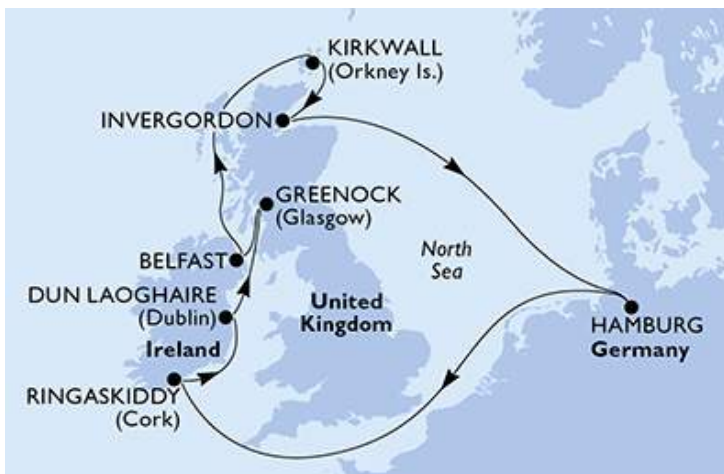 KIRKWALL
(Orkney Is.)
INVERGORDON
GREENOCK
(Glasgow)
BELFAST
North
Sea
DUN LAOGHAIRE
(Dublin)
United
Kingdom
HAMBURG
Germany
Ireland
RINGASKIDDY
(Cork)